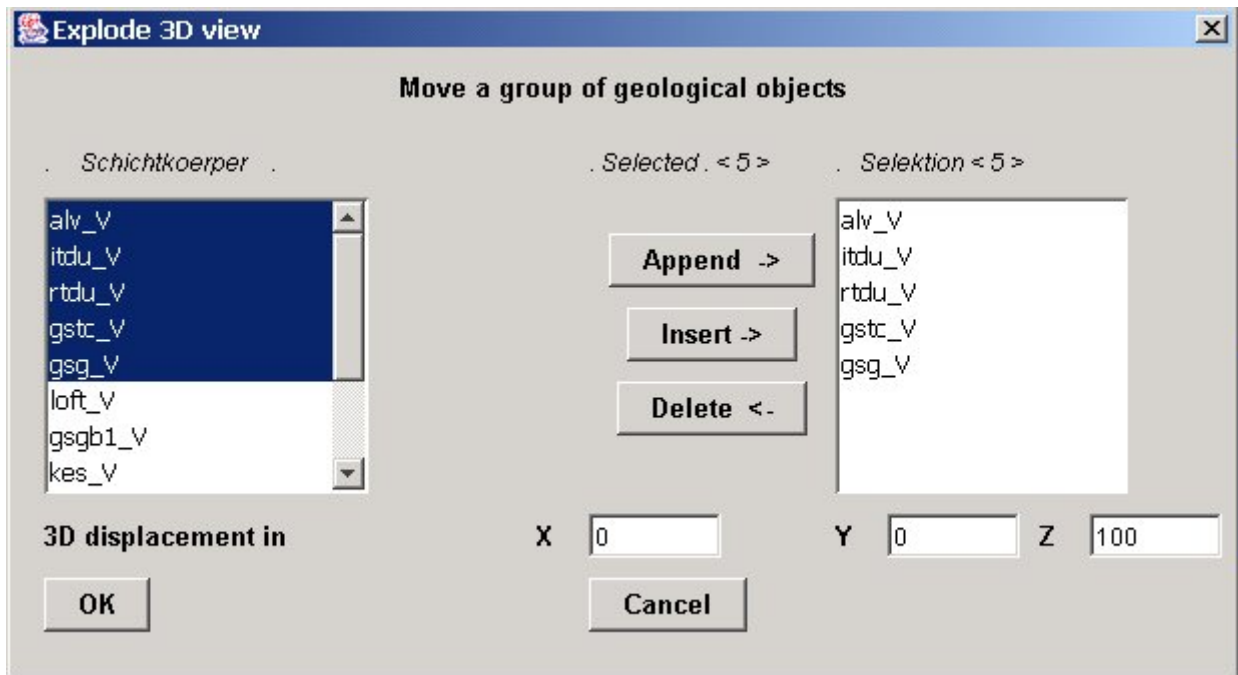 Explode 3D view
Move a group of geological objects
. Schichtkoerper .
. Selected . < 5 >
. Selektion < 5 >
alv_V
itdu_V
rtdu_V
gstc_V
gsg_V
loft_V
gsgb1_V
kes_V
Append ->
Insert ->
Delete <-
alv_V
itdu_V
rtdu_V
gstc_V
gsg_V
3D displacement in X 0 Y 0 Z 100
OK
Cancel